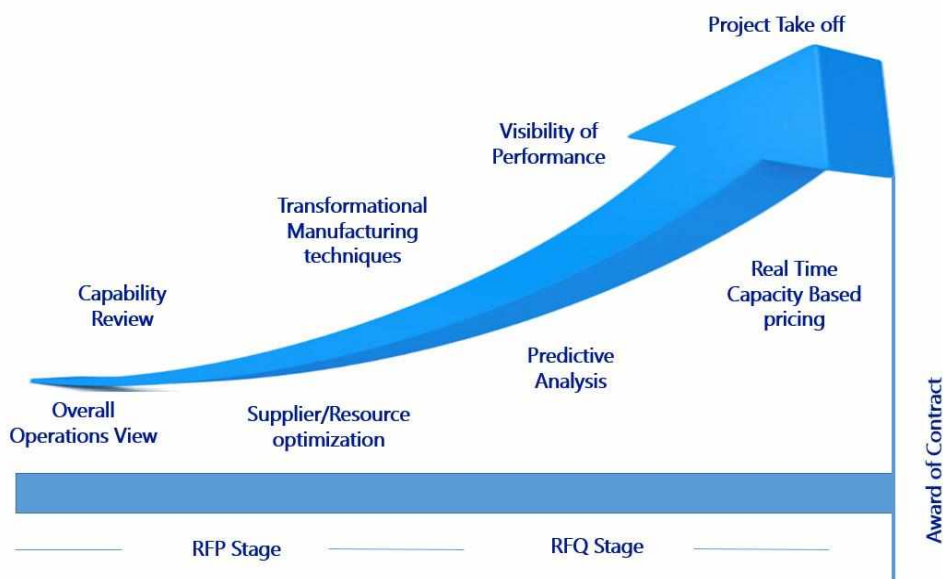 Project Take off
Visibility of
Performance
Transformational
Manufacturing
techniques
Real Time
Capacity Based
pricing
Capability
Review
Predictive
Analysis
Overall
Operations View
Supplier/Resource
optimization
Award of Contract
RFP Stage
RFQ Stage